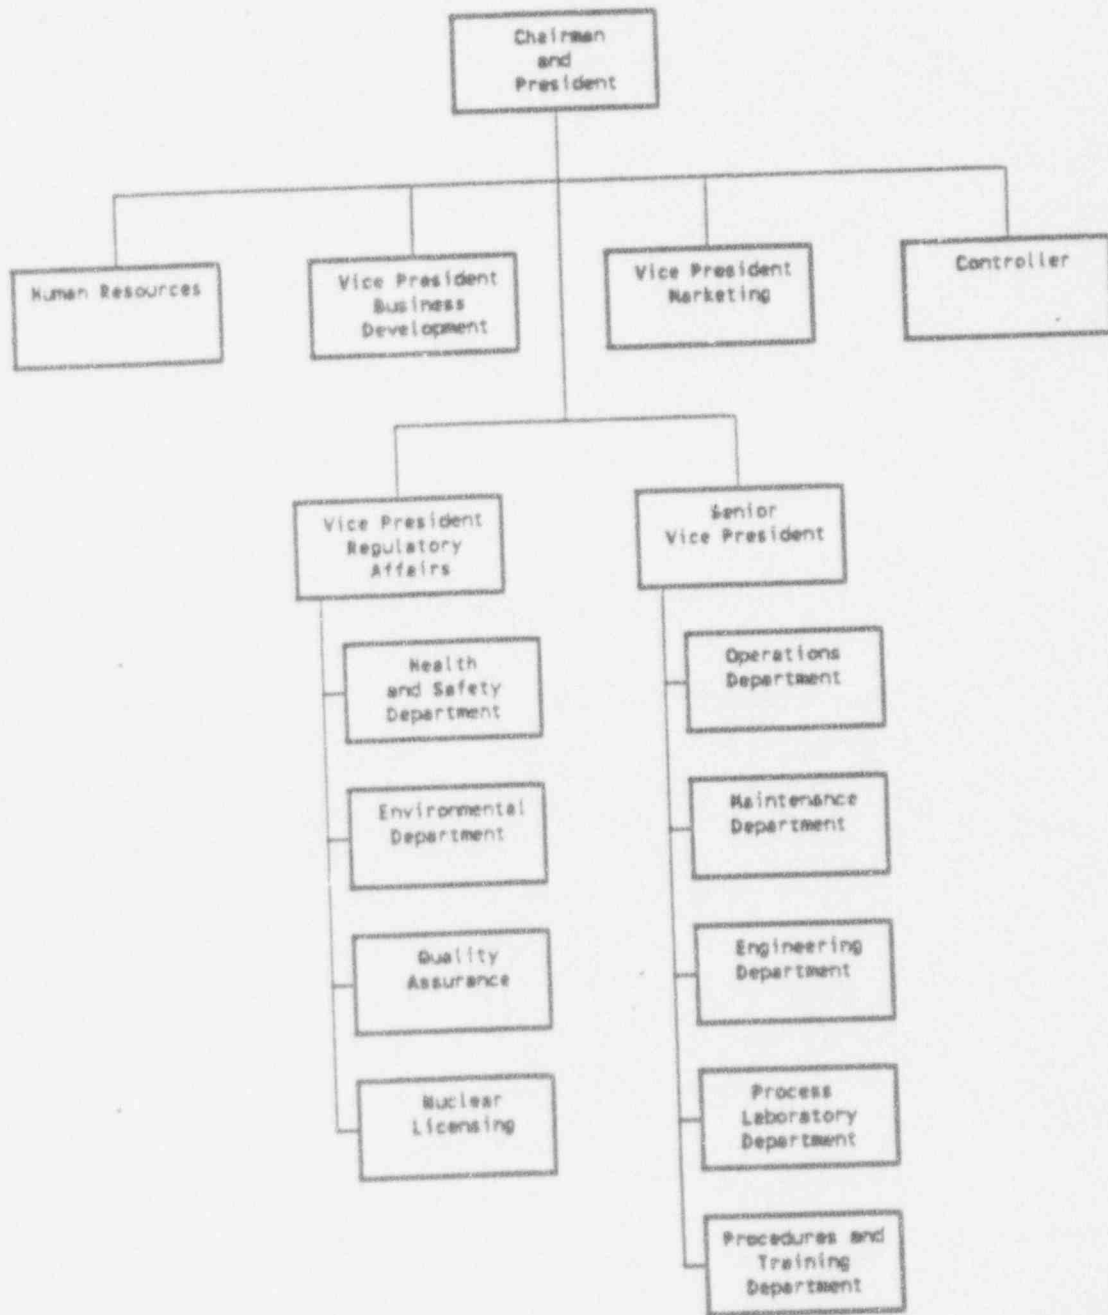 Chairman
and
President
Human Resources
Vice President
Business
Development
Vice President
Marketing
Controller
Vice President
Regulatory
Affairs
Senior
Vice President
Health
and Safety
Department
Operations
Department
Environmental
Department
Maintenance
Department
Quality
Assurance
Engineering
Department
Nuclear
Licensing
Process
Laboratory
Department
Procedures and
Training
Department